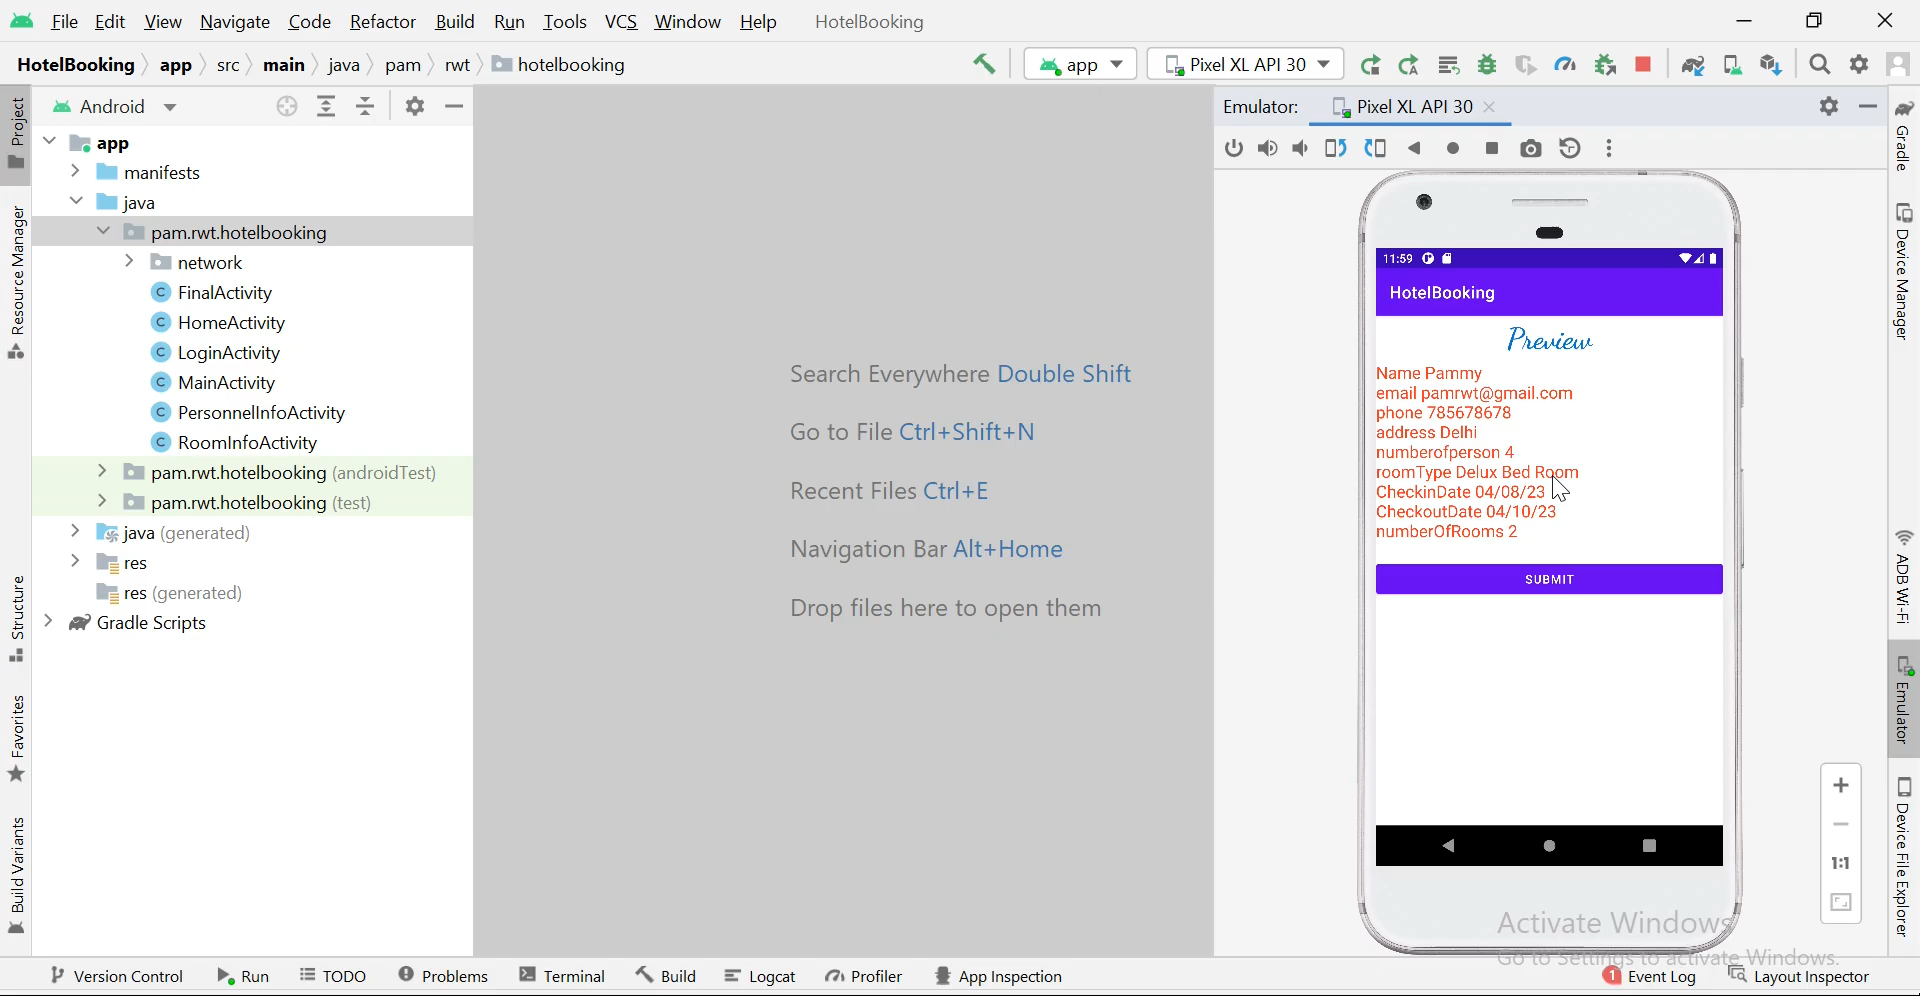 File Edit View Navigate Code Refactor Build Run Tools VCS Window Help HotelBooking
HotelBooking app src main java pam rwt hotelbooking app Pixel XL API 30
Android
Emulator: Pixel XL API 30
Project
Resource Manager
Structure
Favorites
Build Variants
app
manifests
java
pam.rwt.hotelbooking
network
FinalActivity
HomeActivity
LoginActivity
MainActivity
PersonnelInfoActivity
RoomInfoActivity
pam.rwt.hotelbooking (androidTest)
pam.rwt.hotelbooking (test)
java (generated)
res
res (generated)
Gradle Scripts
Search Everywhere Double Shift
Go to File Ctrl+Shift+N
Recent Files Ctrl+E
Navigation Bar Alt+Home
Drop files here to open them
11:59
HotelBooking
Preview
Name Pammy
email pamrwt@gmail.com
phone 785678678
address Delhi
numberofperson 4
roomType Delux Bed Room
CheckinDate 04/08/23
CheckoutDate 04/10/23
numberOfRooms 2
SUBMIT
1:1
Gradle
Device Manager
ADB Wi-Fi
Emulator
Device File Explorer
Activate Windows
Go to Settings to activate Windows.
Version Control Run TODO Problems Terminal Build Logcat Profiler App Inspection 1 Event Log Layout Inspector